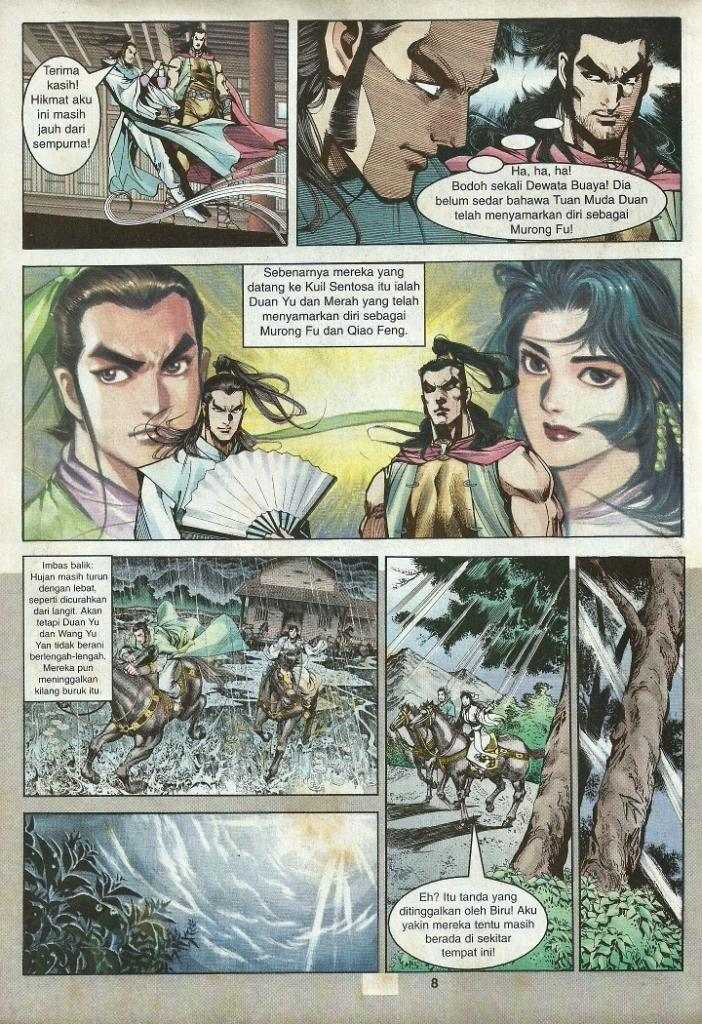 Terima
kasih!
Hikmat aku
ini masih
jauh dari
sempurna!
Ha, ha, ha!
Bodoh sekali Dewata Buaya! Dia
belum sedar bahawa Tuan Muda Duan
telah menyamarkan diri sebagai
Murong Fu!
Sebenarnya mereka yang
datang ke Kuil Sentosa itu ialah
Duan Yu dan Merah yang telah
menyamarkan diri sebagai
Murong Fu dan Qiao Feng.
Imbas balik:
Hujan masih turun
dengan lebat,
seperti dicurahkan
dari langit. Akan
tetapi Duan Yu
dan Wang Yu
Yan tidak berani
berlengah-lengah.
Mereka pun
meninggalkan
kilang buruk itu.
Eh? Itu tanda yang
ditinggalkan oleh Biru! Aku
yakin mereka tentu masih
berada di sekitar
tempat ini!
8